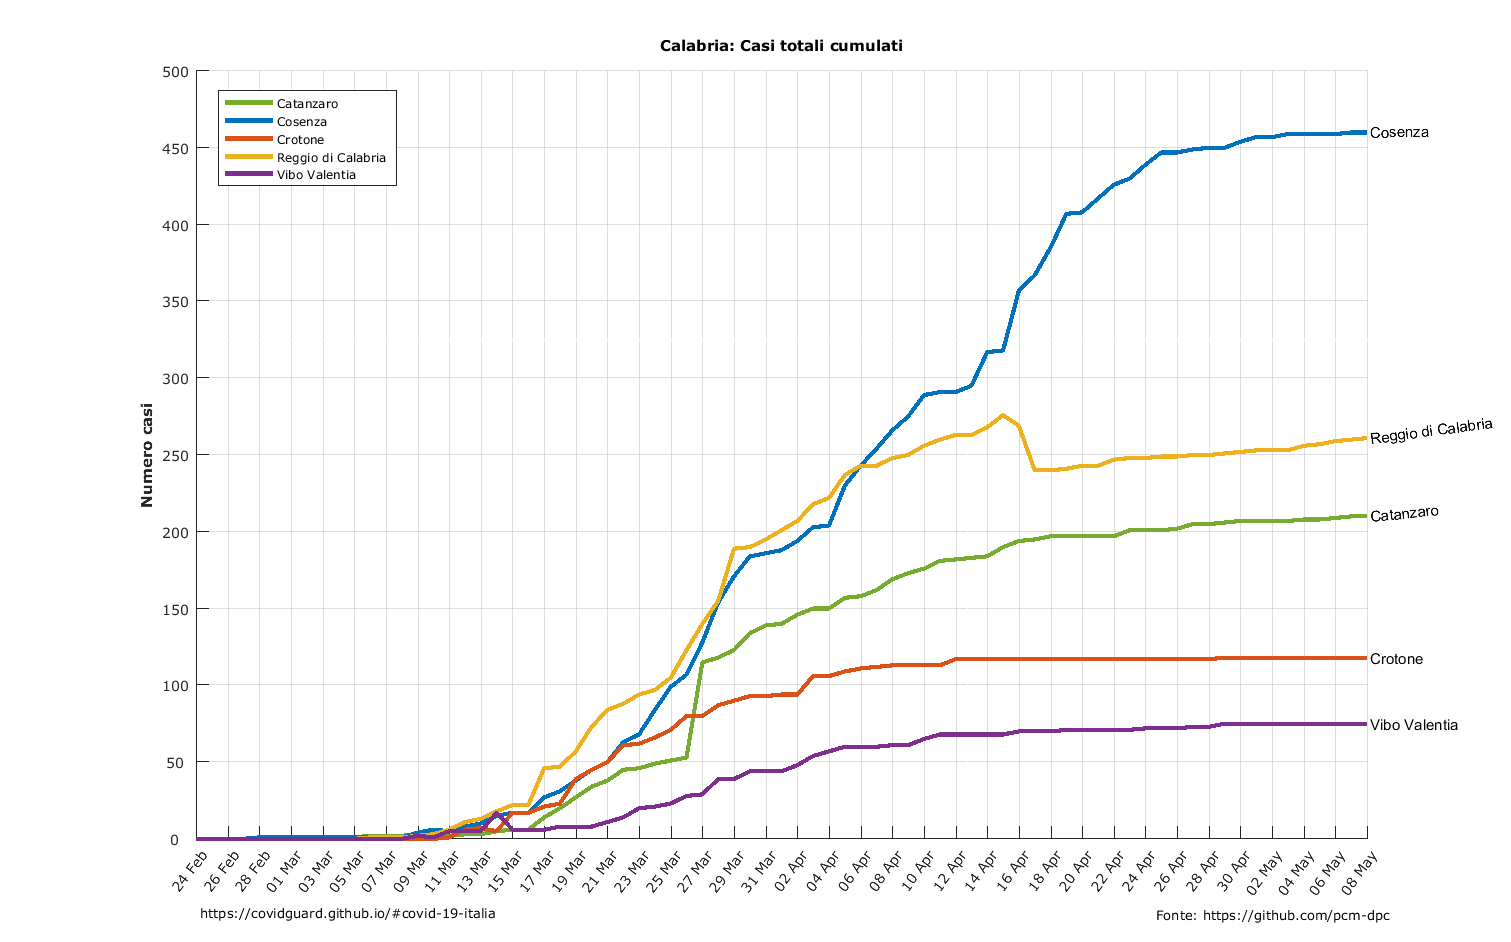 Calabria: Casi totali cumulati
500
450
400
350
300
250
200
150
100
50
0
Numero casi
Catanzaro
Cosenza
Crotone
Reggio di Calabria
Vibo Valentia
Cosenza
Reggio di Calabria
Catanzaro
Crotone
Vibo Valentia
24 Feb
26 Feb
28 Feb
01 Mar
03 Mar
05 Mar
07 Mar
09 Mar
11 Mar
13 Mar
15 Mar
17 Mar
19 Mar
21 Mar
23 Mar
25 Mar
27 Mar
29 Mar
31 Mar
02 Apr
04 Apr
06 Apr
08 Apr
10 Apr
12 Apr
14 Apr
16 Apr
18 Apr
20 Apr
22 Apr
24 Apr
26 Apr
28 Apr
30 Apr
02 May
04 May
06 May
08 May
https://covidguard.github.io/#covid-19-italia
Fonte: https://github.com/pcm-dpc